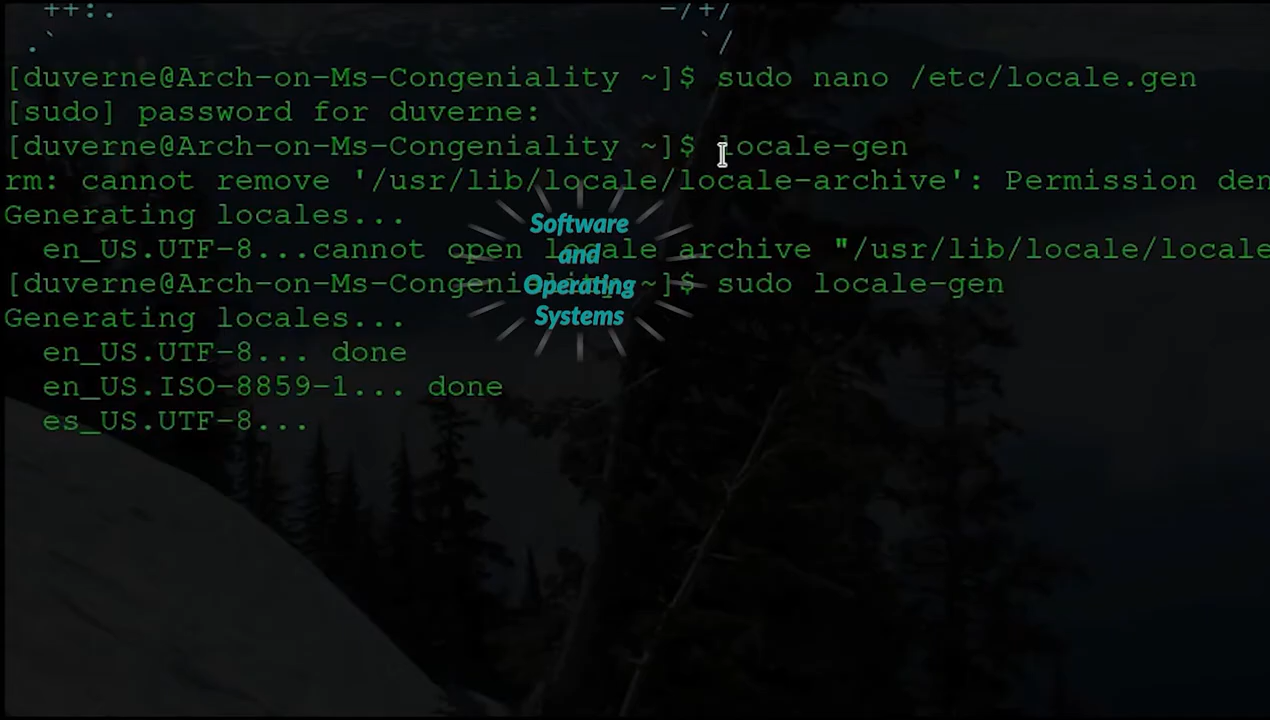 ++:.                             -/+/
.`                                 `/
[duverne@Arch-on-Ms-Congeniality ~]$ sudo nano /etc/locale.gen
[sudo] password for duverne:
[duverne@Arch-on-Ms-Congeniality ~]$ locale-gen
rm: cannot remove '/usr/lib/locale/locale-archive': Permission den
Generating locales...
en_US.UTF-8...cannot open locale archive "/usr/lib/locale/locale
[duverne@Arch-on-Ms-Congeniality ~]$ sudo locale-gen
Generating locales...
en_US.UTF-8... done
en_US.ISO-8859-1... done
es_US.UTF-8...
Software
and
Operating
Systems